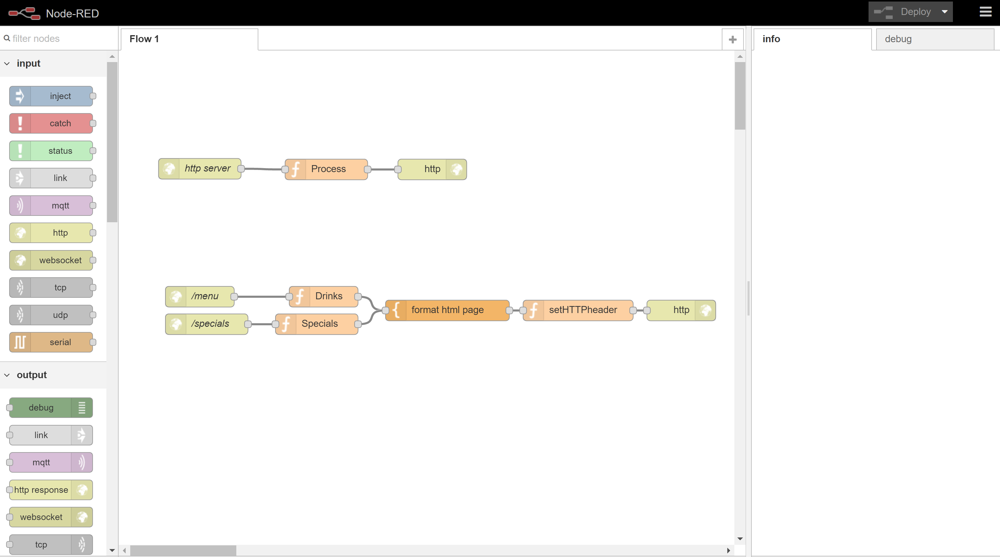 Node-RED
Deploy
filter nodes
Flow 1
info
debug
input
inject
catch
status
link
mqtt
http
websocket
tcp
udp
serial
output
debug
link
mqtt
http response
websocket
tcp
http server
Process
http
/menu
Drinks
/specials
Specials
format html page
setHTTPheader
http